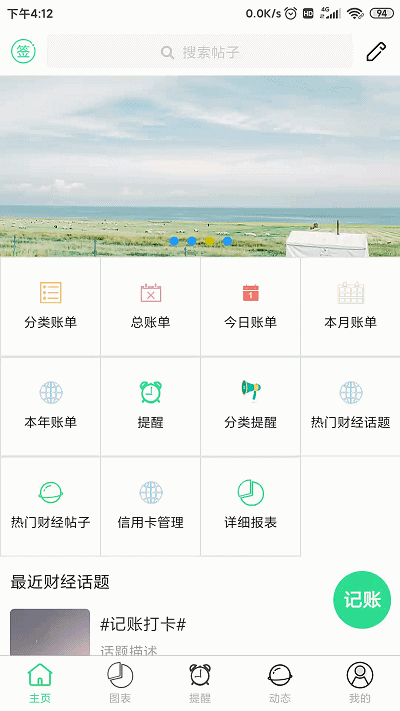 下午4:12 0.0K/s HD 4G 94
签 搜索帖子
分类账单 总账单 今日账单 本月账单
本年账单 提醒 分类提醒 热门财经话题
热门财经帖子 信用卡管理 详细报表
最近财经话题
#记账打卡#
话题描述
记账
主页 图表 提醒 动态 我的